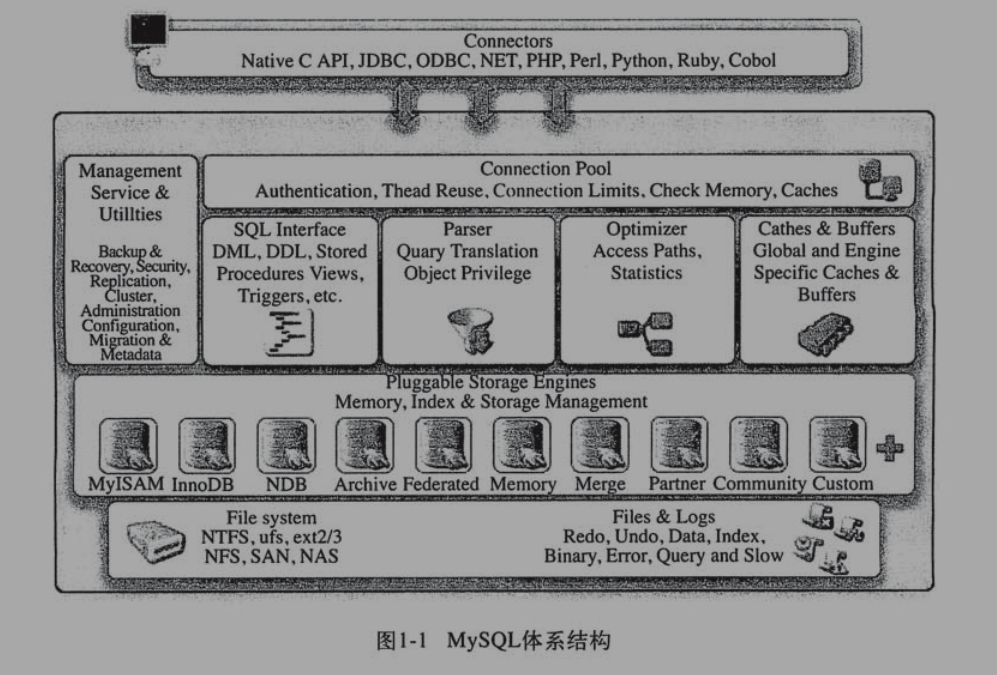 Connectors
Native C API, JDBC, ODBC, NET, PHP, Perl, Python, Ruby, Cobol
Management
Service &
Utillties
Backup &
Recovery, Security,
Replication,
Cluster,
Administration
Configuration,
Migration &
Metadata
Connection Pool
Authentication, Thead Reuse, Connection Limits, Check Memory, Caches
SQL Interface
DML, DDL, Stored
Procedures Views,
Triggers, etc.
Parser
Quary Translation
Object Privilege
Optimizer
Access Paths,
Statistics
Cathes & Buffers
Global and Engine
Specific Caches &
Buffers
Pluggable Storage Engines
Memory, Index & Storage Management
MyISAM InnoDB NDB Archive Federated Memory Merge Partner Community Custom
File system
NTFS, ufs, ext2/3
NFS, SAN, NAS
Files & Logs
Redo, Undo, Data, Index,
Binary, Error, Query and Slow
图1-1 MySQL体系结构